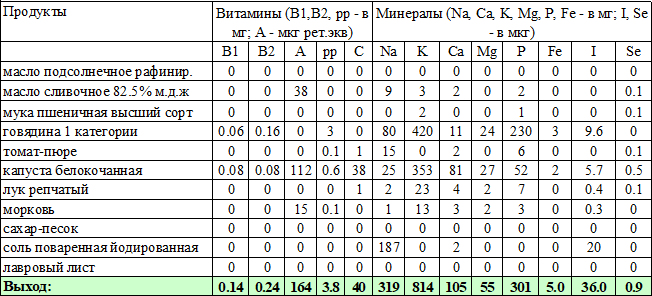 Продукты Витамины (B1,B2, pp - в Минералы (Na, Ca, K, Mg, P, Fe - в мг; I, Se
мг; А - мкг рет.экв) - в мкг)
B1 B2 A pp C Na K Ca Mg P Fe I Se
масло подсолнечное рафинир. 0 0 0 0 0 0 0 0 0 0 0 0 0
масло сливочное 82.5% м.д.ж 0 0 38 0 0 9 3 2 0 2 0 0 0.1
мука пшеничная высший сорт 0 0 0 0 0 0 2 0 0 1 0 0 0.1
говядина 1 категории 0.06 0.16 0 3 0 80 420 11 24 230 3 9.6 0
томат-пюре 0 0 0 0.1 1 15 0 2 0 6 0 0 0.1
капуста белокочанная 0.08 0.08 112 0.6 38 25 353 81 27 52 2 5.7 0.5
лук репчатый 0 0 0 0 1 2 23 4 2 7 0 0.4 0.1
морковь 0 0 15 0.1 0 1 13 3 2 3 0 0.3 0
сахар-песок 0 0 0 0 0 0 0 0 0 0 0 0 0
соль поваренная йодированная 0 0 0 0 0 187 0 2 0 0 0 20 0
лавровый лист 0 0 0 0 0 0 0 0 0 0 0 0 0
Выход: 0.14 0.24 164 3.8 40 319 814 105 55 301 5.0 36.0 0.9